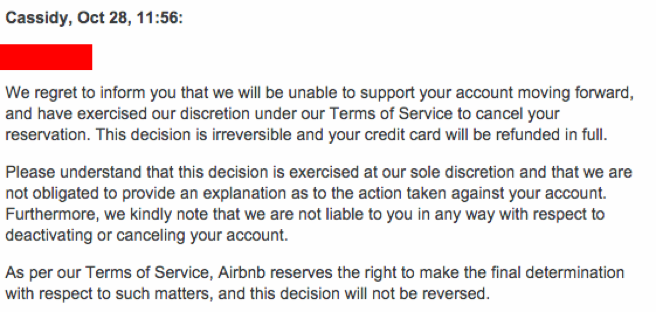 Cassidy, Oct 28, 11:56:
We regret to inform you that we will be unable to support your account moving forward,
and have exercised our discretion under our Terms of Service to cancel your
reservation. This decision is irreversible and your credit card will be refunded in full.
Please understand that this decision is exercised at our sole discretion and that we are
not obligated to provide an explanation as to the action taken against your account.
Furthermore, we kindly note that we are not liable to you in any way with respect to
deactivating or canceling your account.
As per our Terms of Service, Airbnb reserves the right to make the final determination
with respect to such matters, and this decision will not be reversed.